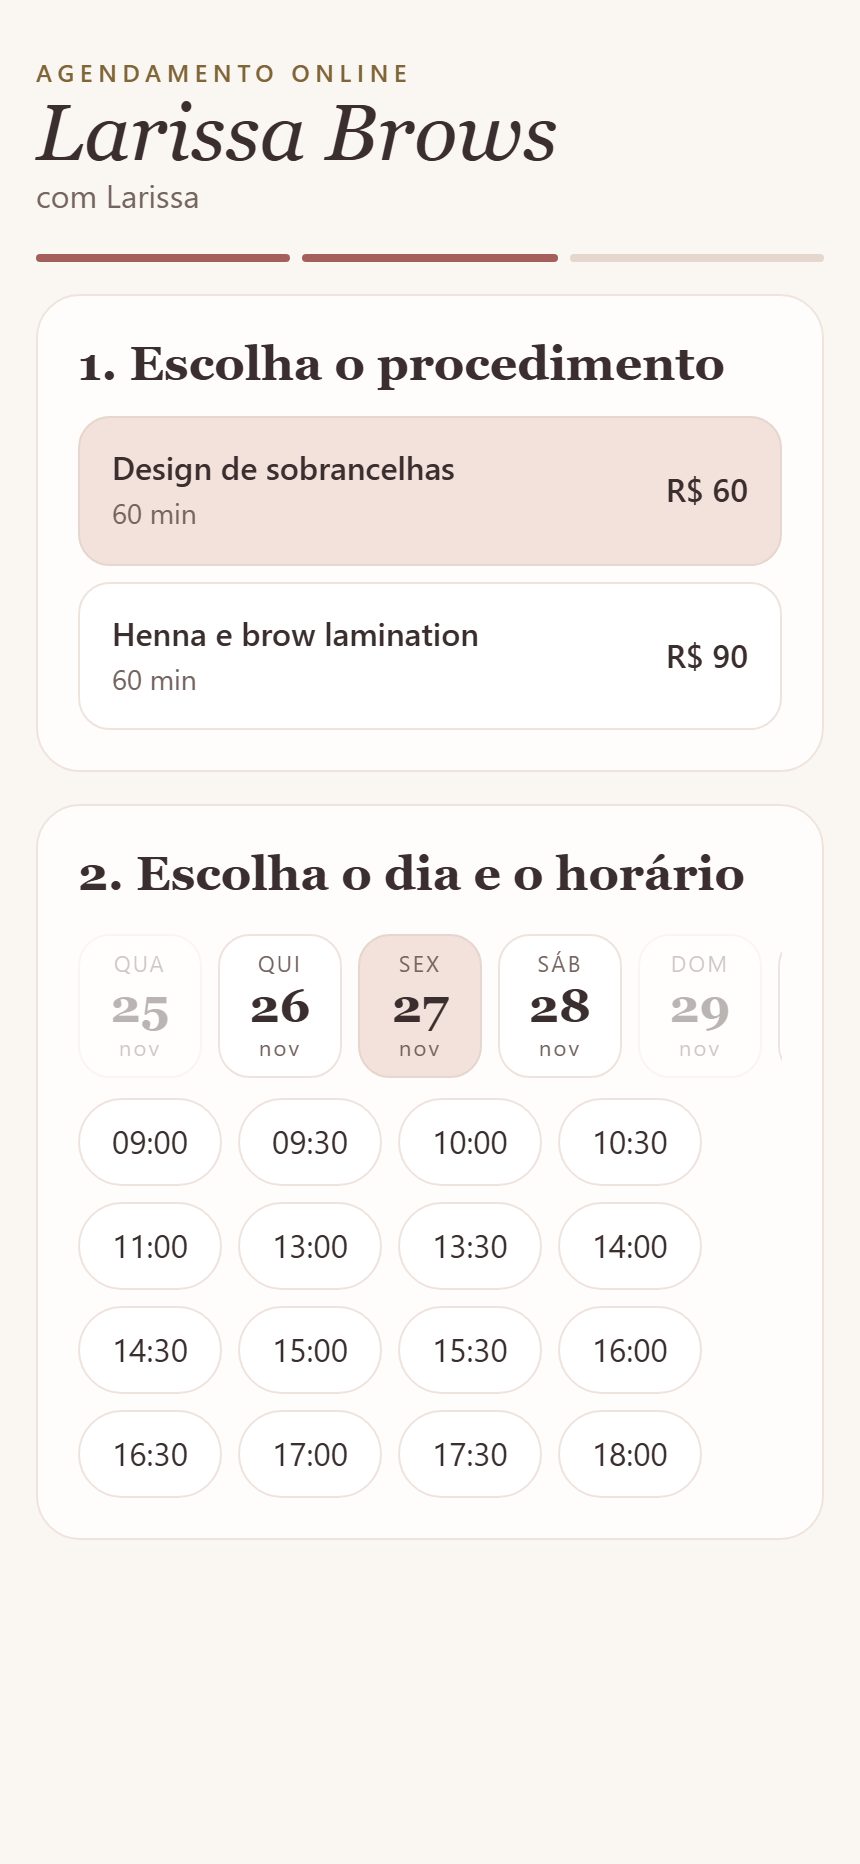 AGENDAMENTO ONLINE
Larissa Brows
com Larissa
1. Escolha o procedimento
Design de sobrancelhas
60 min
R$ 60
Henna e brow lamination
60 min
R$ 90
2. Escolha o dia e o horário
QUA QUI SEX SÁB DOM
25 26 27 28 29
nov nov nov nov nov
09:00 09:30 10:00 10:30
11:00 13:00 13:30 14:00
14:30 15:00 15:30 16:00
16:30 17:00 17:30 18:00